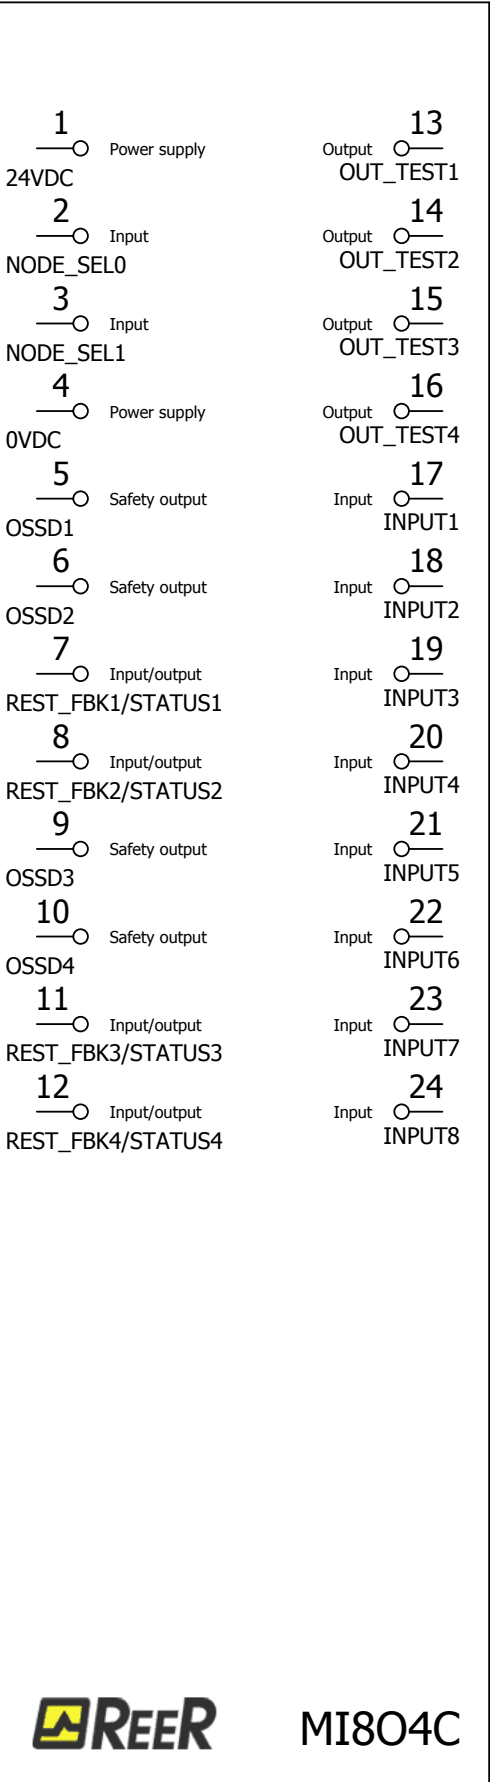 1 13
Power supply Output
24VDC OUT_TEST1
2 14
Input Output
NODE_SEL0 OUT_TEST2
3 15
Input Output
NODE_SEL1 OUT_TEST3
4 16
Power supply Output
0VDC OUT_TEST4
5 17
Safety output Input
OSSD1 INPUT1
6 18
Safety output Input
OSSD2 INPUT2
7 19
Input/output Input
REST_FBK1/STATUS1 INPUT3
8 20
Input/output Input
REST_FBK2/STATUS2 INPUT4
9 21
Safety output Input
OSSD3 INPUT5
10 22
Safety output Input
OSSD4 INPUT6
11 23
Input/output Input
REST_FBK3/STATUS3 INPUT7
12 24
Input/output Input
REST_FBK4/STATUS4 INPUT8
REER MI8O4C